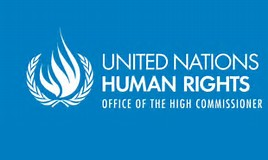 UNITED NATIONS
HUMAN RIGHTS
OFFICE OF THE HIGH COMMISSIONER